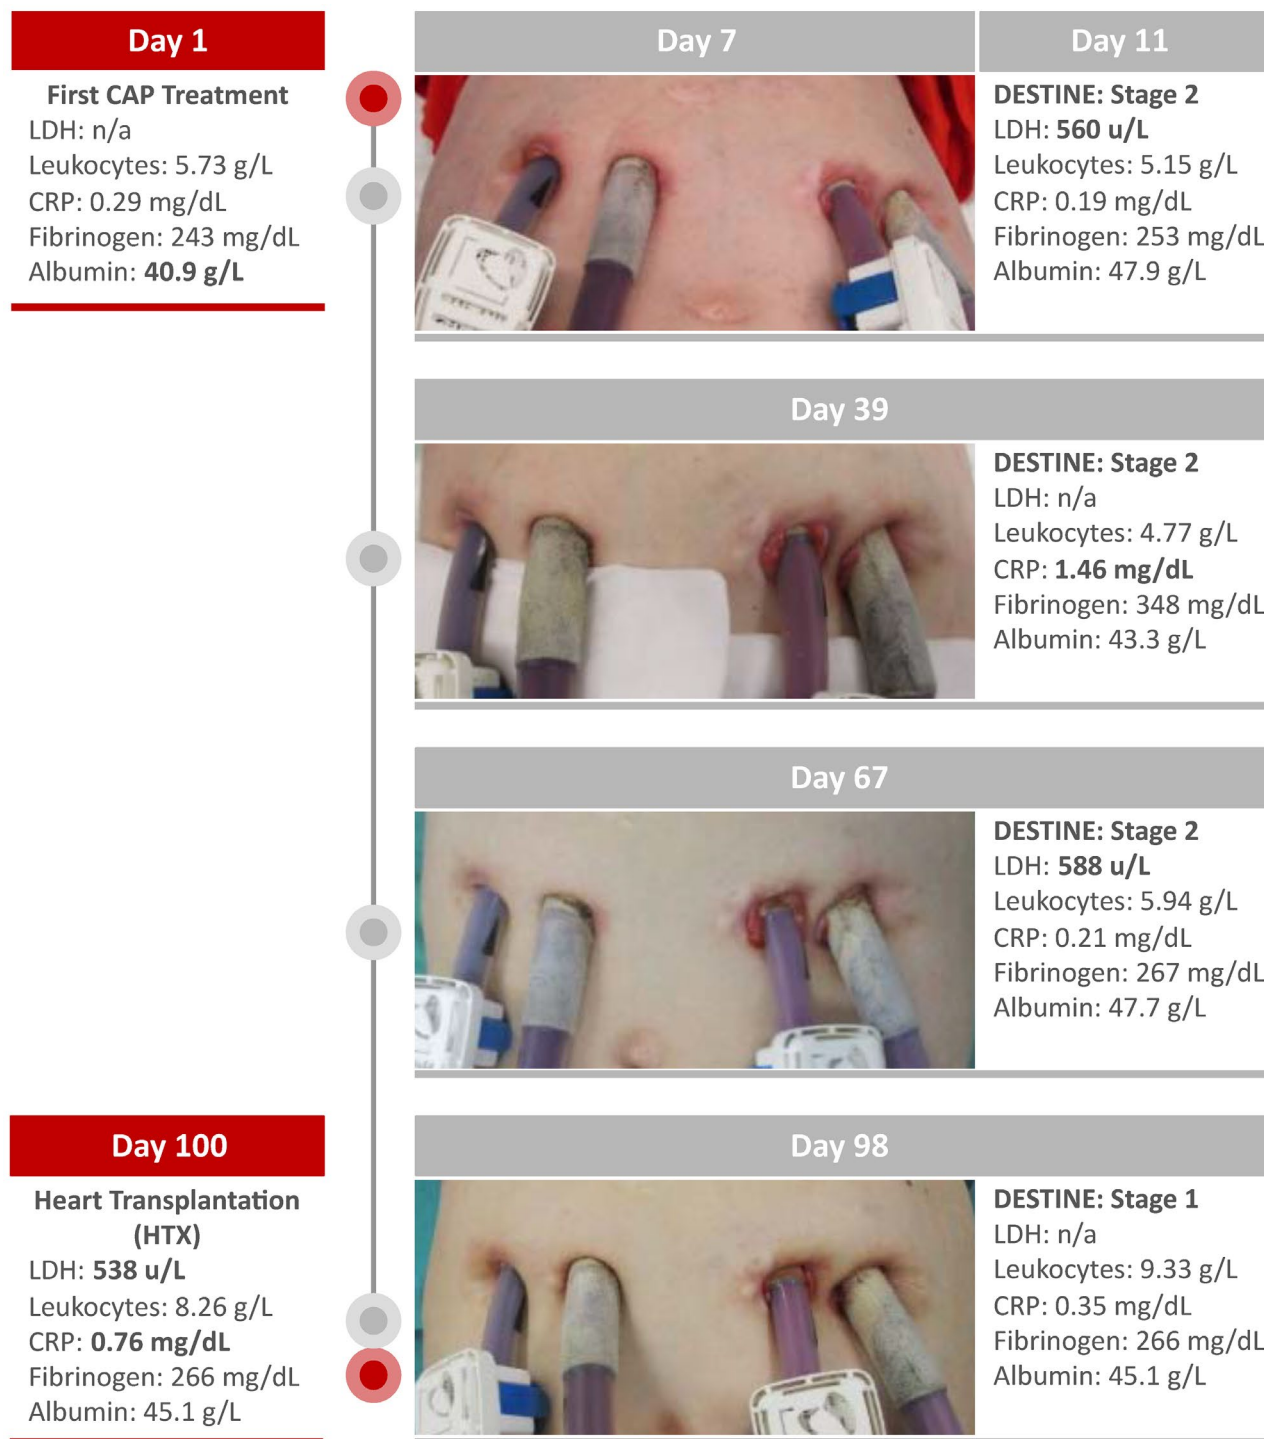 Day 1
First CAP Treatment
LDH: n/a
Leukocytes: 5.73 g/L
CRP: 0.29 mg/dL
Fibrinogen: 243 mg/dL
Albumin: 40.9 g/L
Day 7
Day 11
DESTINE: Stage 2
LDH: 560 u/L
Leukocytes: 5.15 g/L
CRP: 0.19 mg/dL
Fibrinogen: 253 mg/dL
Albumin: 47.9 g/L
Day 39
DESTINE: Stage 2
LDH: n/a
Leukocytes: 4.77 g/L
CRP: 1.46 mg/dL
Fibrinogen: 348 mg/dL
Albumin: 43.3 g/L
Day 67
DESTINE: Stage 2
LDH: 588 u/L
Leukocytes: 5.94 g/L
CRP: 0.21 mg/dL
Fibrinogen: 267 mg/dL
Albumin: 47.7 g/L
Day 100
Heart Transplantation
(HTX)
LDH: 538 u/L
Leukocytes: 8.26 g/L
CRP: 0.76 mg/dL
Fibrinogen: 266 mg/dL
Albumin: 45.1 g/L
Day 98
DESTINE: Stage 1
LDH: n/a
Leukocytes: 9.33 g/L
CRP: 0.35 mg/dL
Fibrinogen: 266 mg/dL
Albumin: 45.1 g/L